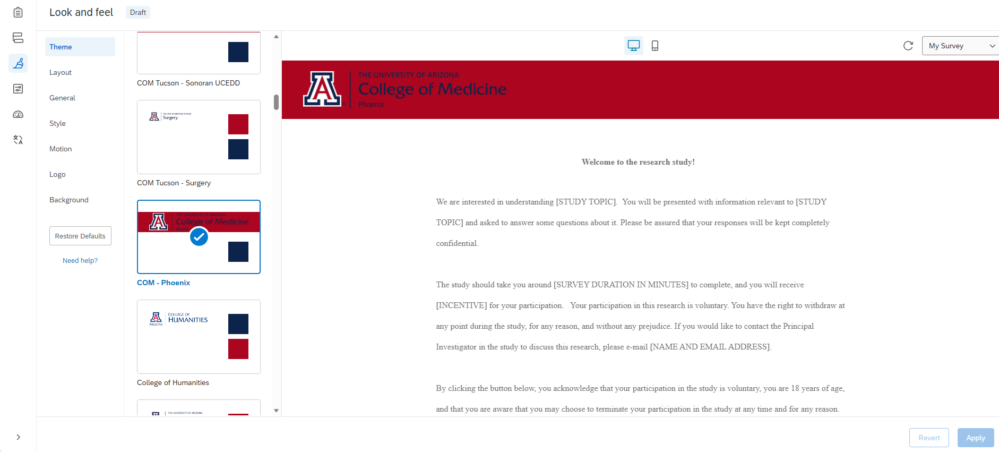 Look and feel
Draft
Theme
Layout
General
Style
Motion
Logo
Background
Restore Defaults
Need help?
COM Tucson - Sonoran UCEDD
COLLEGE OF MEDICINE TUCSON
Surgery
COM Tucson - Surgery
THE UNIVERSITY OF ARIZONA
College of Medicine
Phoenix
COM - Phoenix
ARIZONA
COLLEGE OF
HUMANITIES
College of Humanities
THE UNIVERSITY OF ARIZONA
My Survey
THE UNIVERSITY OF ARIZONA
College of Medicine
Phoenix
Welcome to the research study!
We are interested in understanding [STUDY TOPIC].  You will be presented with information relevant to [STUDY
TOPIC] and asked to answer some questions about it. Please be assured that your responses will be kept completely
confidential.
The study should take you around [SURVEY DURATION IN MINUTES] to complete, and you will receive
[INCENTIVE] for your participation.   Your participation in this research is voluntary. You have the right to withdraw at
any point during the study, for any reason, and without any prejudice. If you would like to contact the Principal
Investigator in the study to discuss this research, please e-mail [NAME AND EMAIL ADDRESS].
By clicking the button below, you acknowledge that your participation in the study is voluntary, you are 18 years of age,
and that you are aware that you may choose to terminate your participation in the study at any time and for any reason.
Revert
Apply